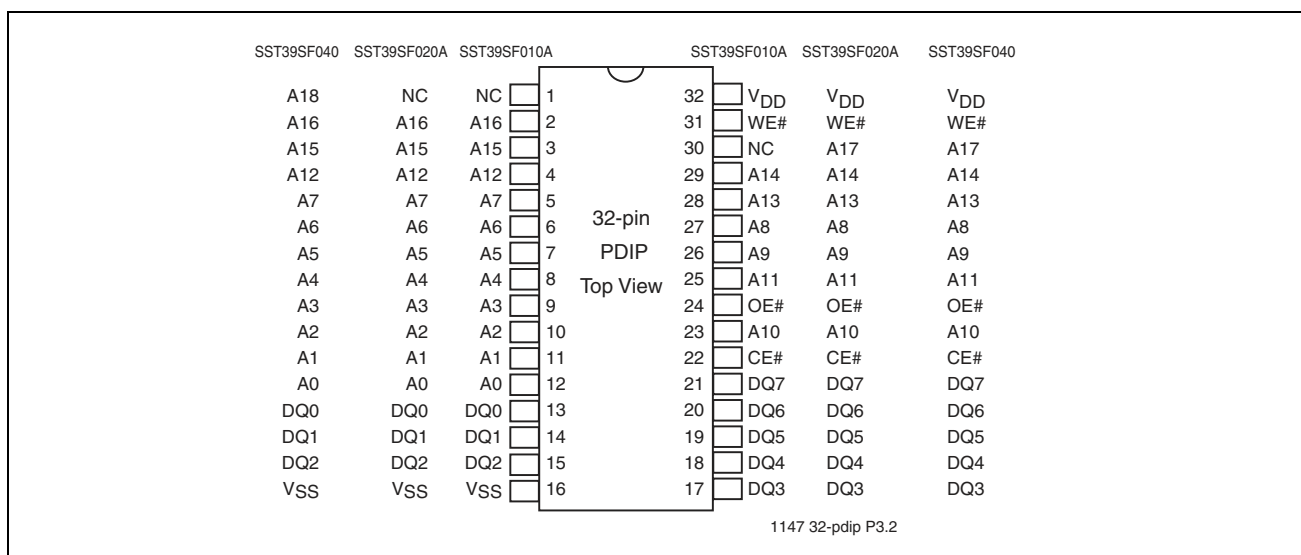 SST39SF040 SST39SF020A SST39SF010A SST39SF010A SST39SF020A SST39SF040
A18 NC NC 1 32 VDD VDD VDD
A16 A16 A16 2 31 WE# WE# WE#
A15 A15 A15 3 30 NC A17 A17
A12 A12 A12 4 29 A14 A14 A14
A7 A7 A7 5 28 A13 A13 A13
A6 A6 A6 6 32-pin 27 A8 A8 A8
A5 A5 A5 7 PDIP 26 A9 A9 A9
A4 A4 A4 8 Top View 25 A11 A11 A11
A3 A3 A3 9 24 OE# OE# OE#
A2 A2 A2 10 23 A10 A10 A10
A1 A1 A1 11 22 CE# CE# CE#
A0 A0 A0 12 21 DQ7 DQ7 DQ7
DQ0 DQ0 DQ0 13 20 DQ6 DQ6 DQ6
DQ1 DQ1 DQ1 14 19 DQ5 DQ5 DQ5
DQ2 DQ2 DQ2 15 18 DQ4 DQ4 DQ4
VSS VSS VSS 16 17 DQ3 DQ3 DQ3
1147 32-pdip P3.2